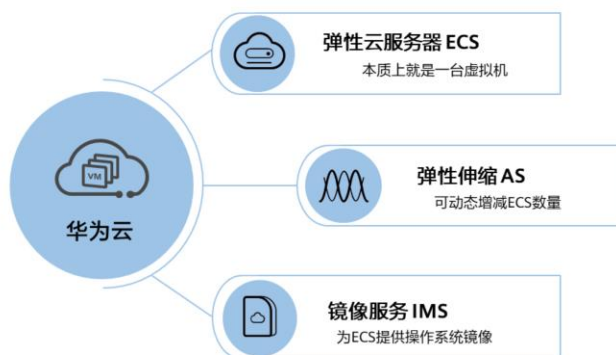 弹性云服务器 ECS
本质上就是一台虚拟机
VM
华为云
弹性伸缩 AS
可动态增减ECS数量
镜像服务 IMS
为ECS提供操作系统镜像